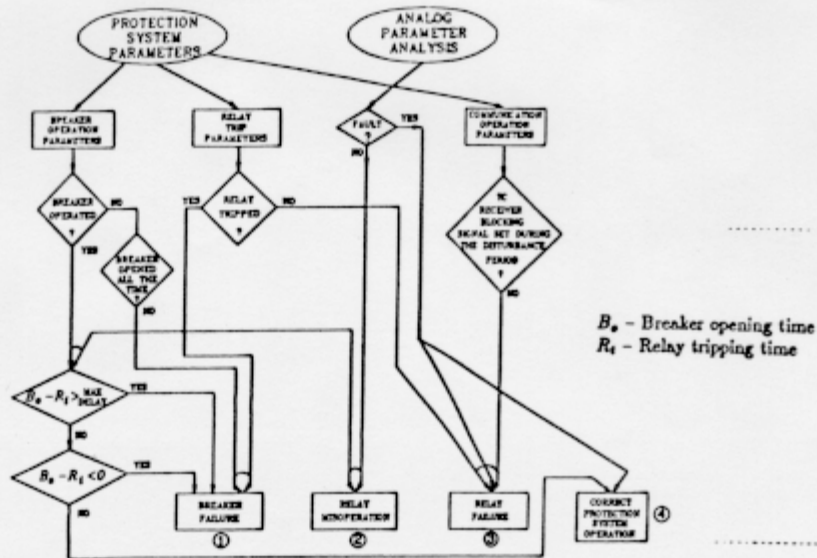 PROTECTION
SYSTEM
PARAMETERS
ANALOG
PARAMETER
ANALYSIS
BREAKER
OPERATION
PARAMETERS
RELAY
TRIP
PARAMETERS
FAULT
?
YES
NO
COMMUNICATION
OPERATION
PARAMETERS
BREAKER
OPERATED
?
NO
YES
YES
RELAY
TRIPPED
?
NO
BREAKER
OPENED
ALL THE
TIME
?
NO
RECEIVER
BLOCKING
SIGNAL SET DURING
THE DISTURBANCE
PERIOD
?
NO
Bₒ – Breaker opening time
Rₜ – Relay tripping time
Bₒ – Rₜ > MAX DELAY
YES
NO
Bₒ – Rₜ < 0
YES
NO
BREAKER
FAILURE
①
RELAY
MISOPERATION
②
RELAY
FAILURE
③
CORRECT
PROTECTION
SYSTEM
OPERATION
④